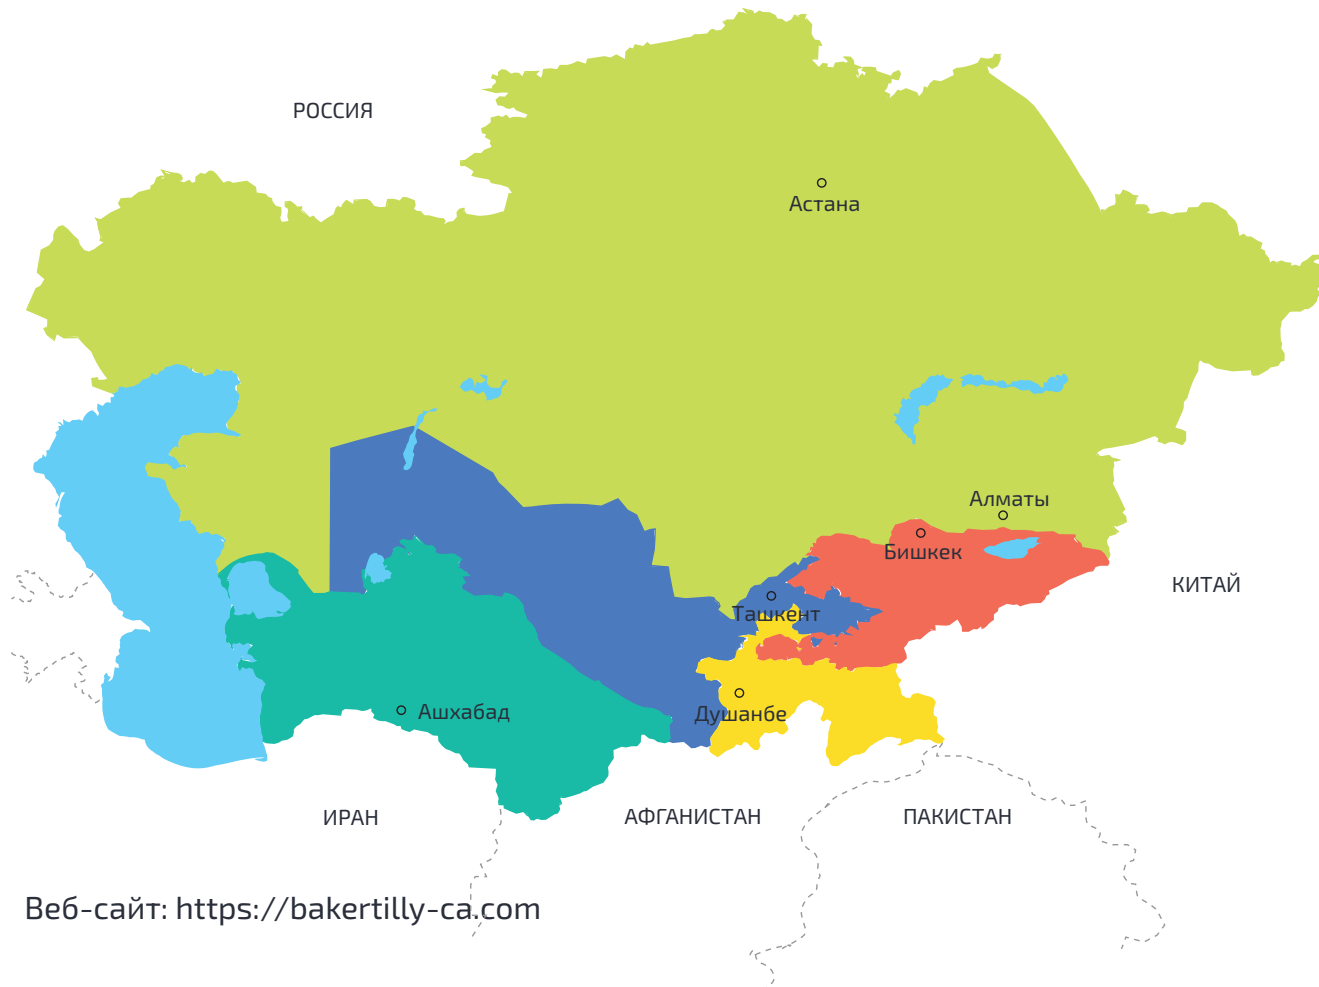 РОССИЯ
Астана
Алматы
Бишкек
КИТАЙ
Ташкент
Ашхабад
Душанбе
ИРАН
АФГАНИСТАН
ПАКИСТАН
Веб-сайт: https://bakertilly-ca.com